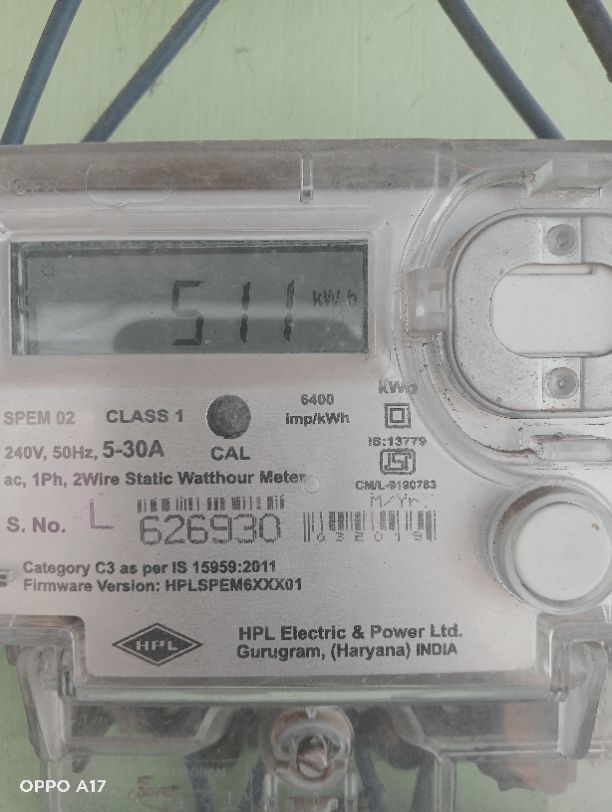 511 kWh
6400
imp/kWh
kWh
SPEM 02 CLASS 1
CAL
240V, 50Hz, 5-30A
IS:13779
ac, 1Ph, 2Wire Static Watthour Meter
M/Yr.
S. No. L 626930
032019
Category C3 as per IS 15959:2011
Firmware Version: HPLSPEM6XXX01
HPL
HPL Electric & Power Ltd.
Gurugram, (Haryana) INDIA
OPPO A17